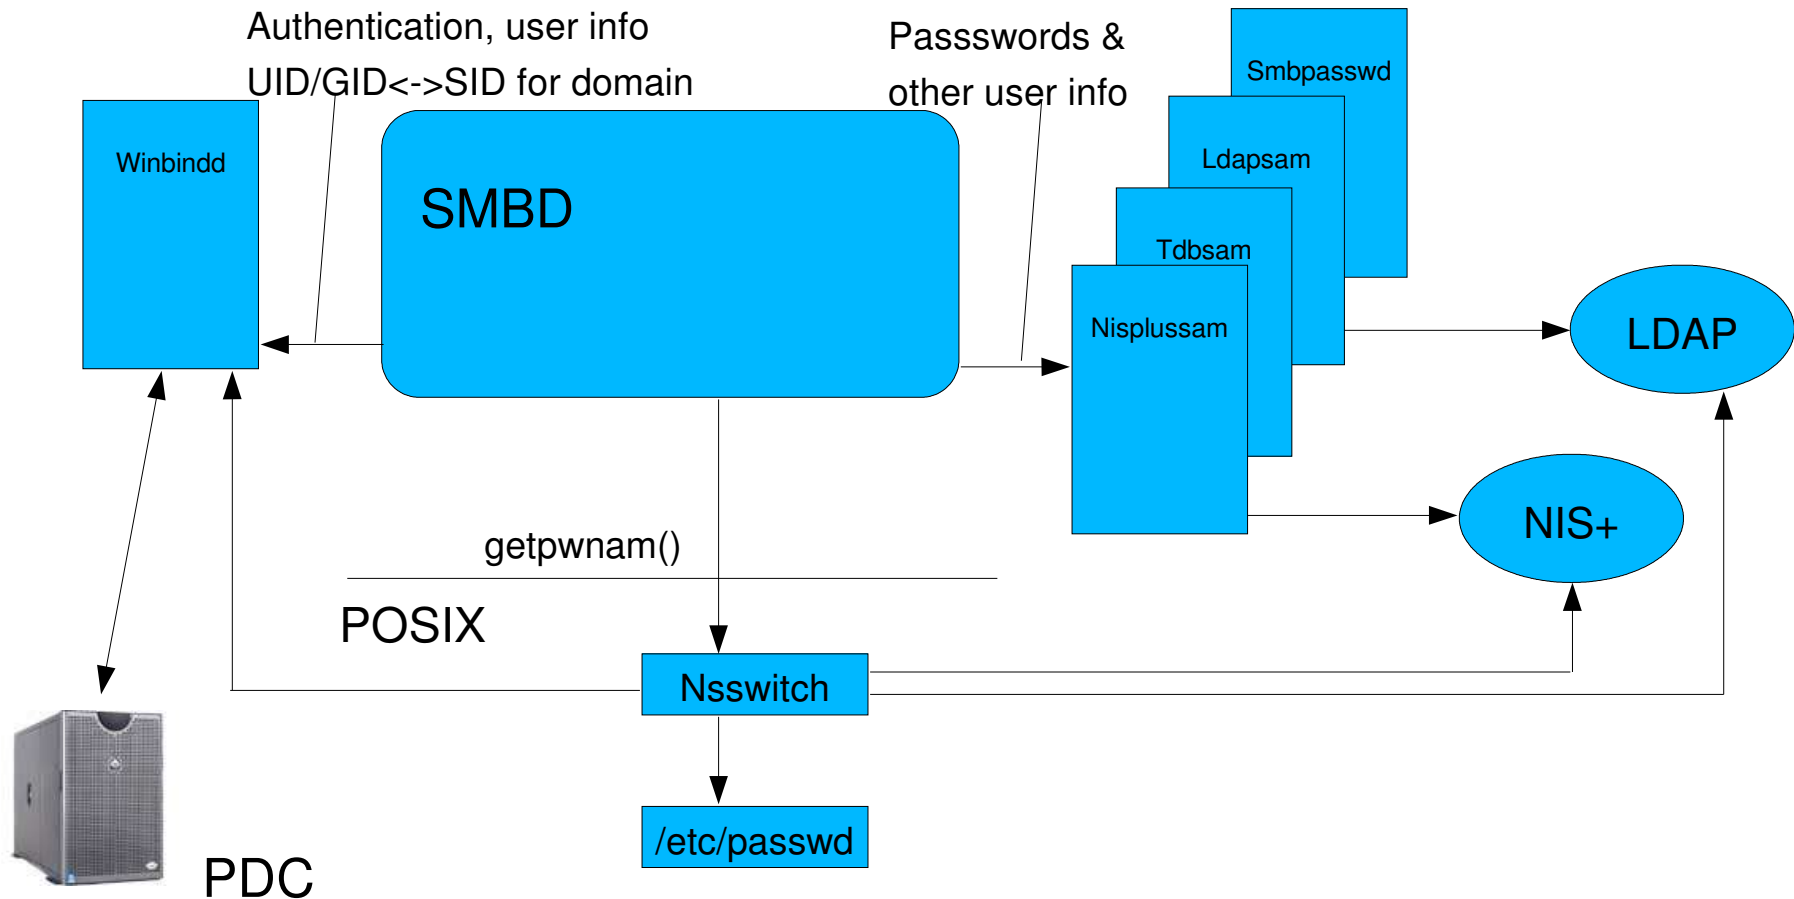 Authentication, user info
UID/GID<->SID for domain
Passswords &
other user info
Smbpasswd
Ldapsam
Tdbsam
Nisplussam
Winbindd
SMBD
LDAP
NIS+
getpwnam()
POSIX
Nsswitch
/etc/passwd
PDC